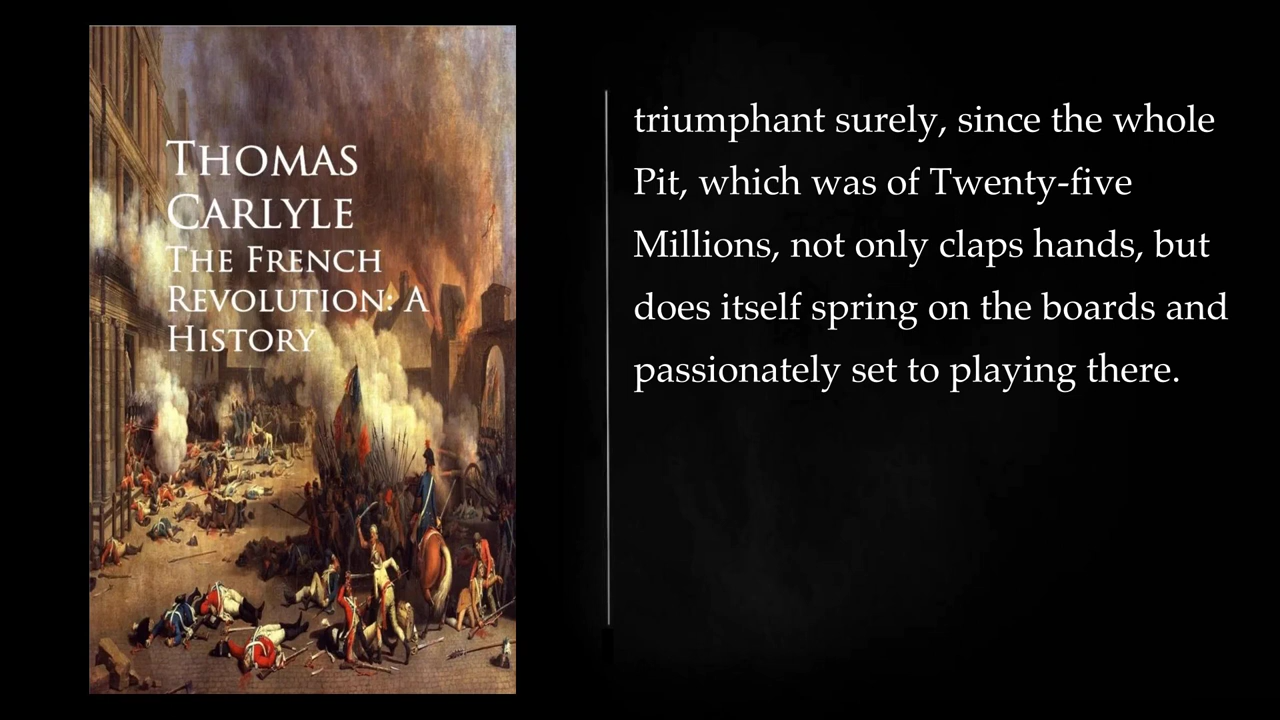 THOMAS
CARLYLE
THE FRENCH
REVOLUTION: A
HISTORY
triumphant surely, since the whole
Pit, which was of Twenty-five
Millions, not only claps hands, but
does itself spring on the boards and
passionately set to playing there.